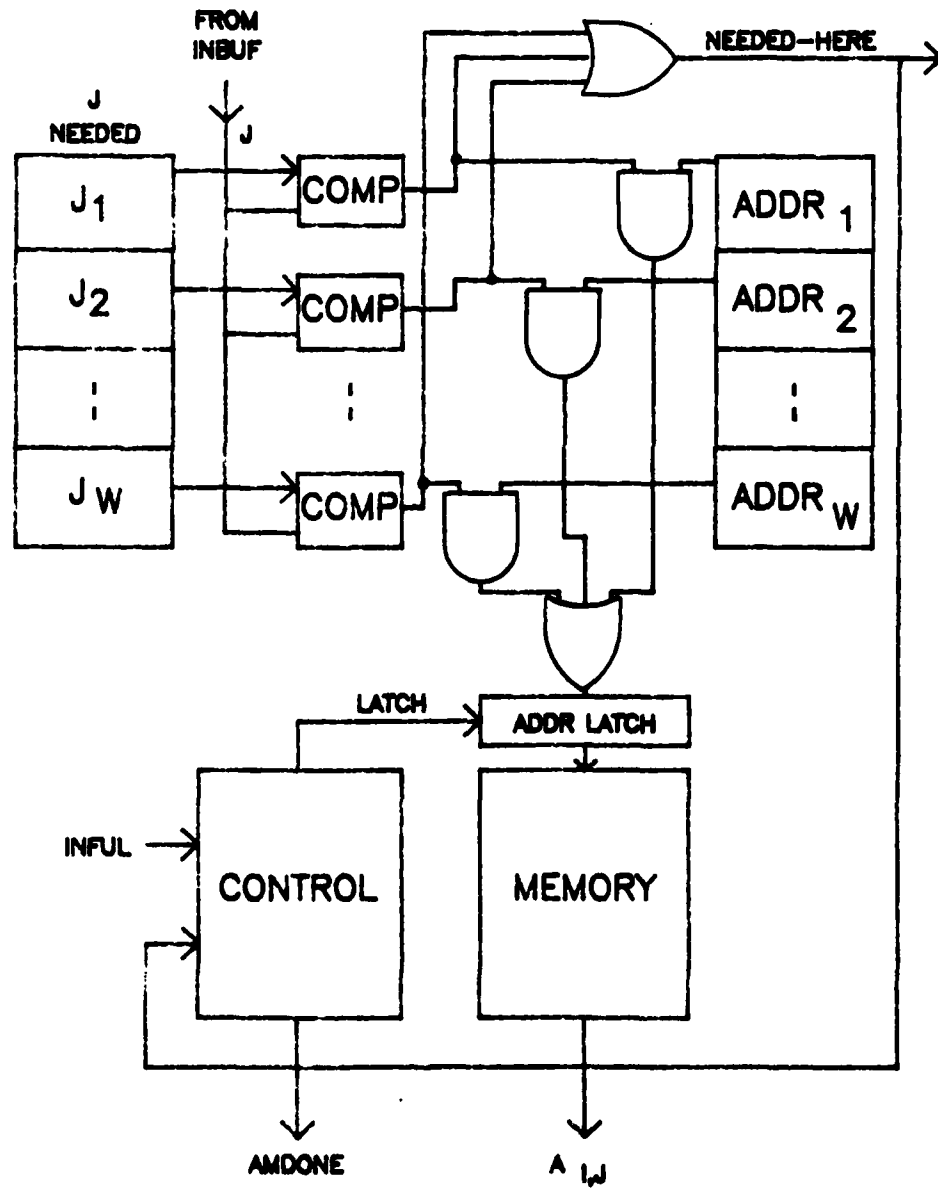 FROM
INBUF
NEEDED-HERE
J
NEEDED
J
J1
COMP
ADDR 1
J2
COMP
ADDR 2
JW
COMP
ADDR W
LATCH
ADDR LATCH
INFUL
CONTROL
MEMORY
AMDONE
A I,J